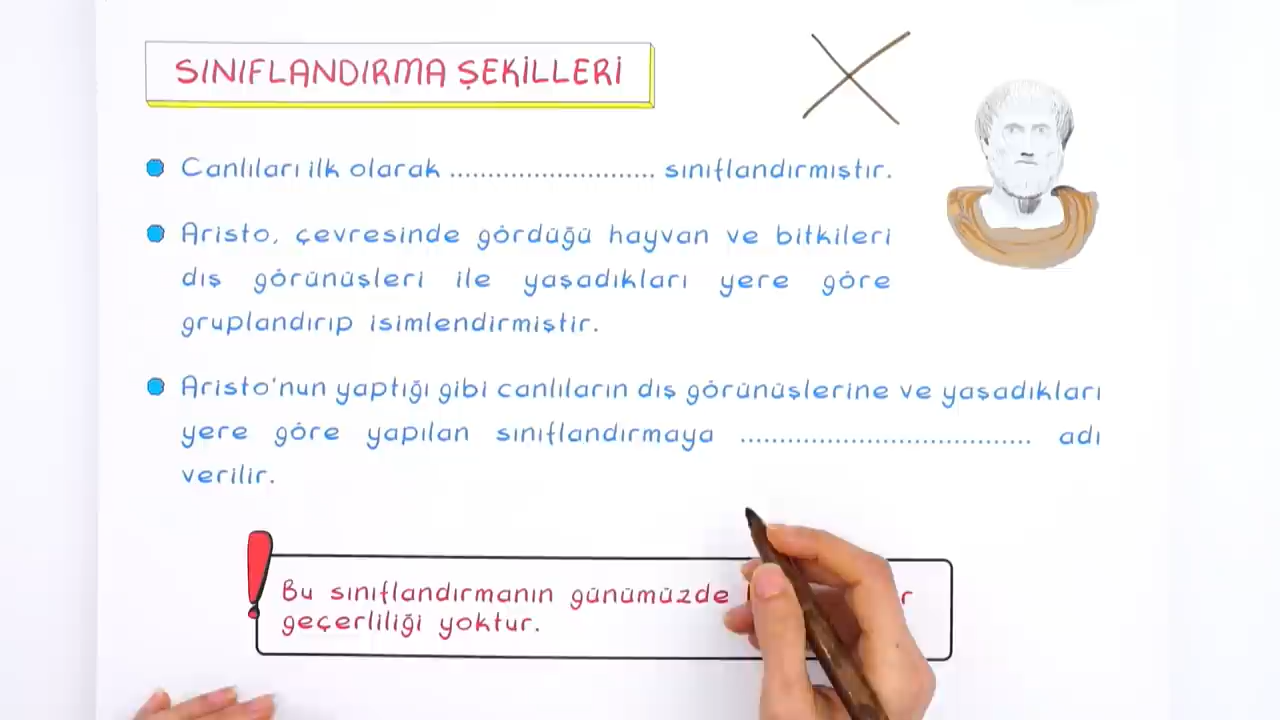 SINIFLANDIRMA ŞEKİLLERİ
Canlıları ilk olarak ........................... sınıflandırmıştır.
Aristo, çevresinde gördüğü hayvan ve bitkileri
dış görünüşleri ile yaşadıkları yere göre
gruplandırıp isimlendirmiştir.
Aristo'nun yaptığı gibi canlıların dış görünüşlerine ve yaşadıkları
yere göre yapılan sınıflandırmaya ...................................... adı
verilir.
Bu sınıflandırmanın günümüzde
geçerliliği yoktur.